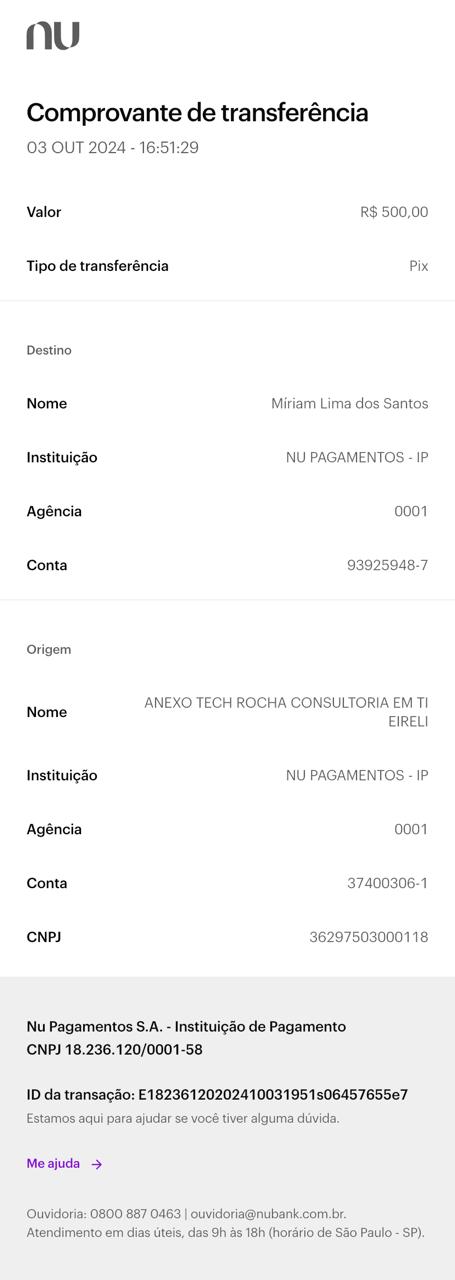 nu
Comprovante de transferência
03 OUT 2024 - 16:51:29
Valor R$ 500,00
Tipo de transferência Pix
Destino
Nome Míriam Lima dos Santos
Instituição NU PAGAMENTOS - IP
Agência 0001
Conta 93925948-7
Origem
Nome ANEXO TECH ROCHA CONSULTORIA EM TI
EIRELI
Instituição NU PAGAMENTOS - IP
Agência 0001
Conta 37400306-1
CNPJ 36297503000118
Nu Pagamentos S.A. - Instituição de Pagamento
CNPJ 18.236.120/0001-58
ID da transação: E18236120202410031951s06457655e7
Estamos aqui para ajudar se você tiver alguma dúvida.
Me ajuda →
Ouvidoria: 0800 887 0463 | ouvidoria@nubank.com.br.
Atendimento em dias úteis, das 9h às 18h (horário de São Paulo - SP).